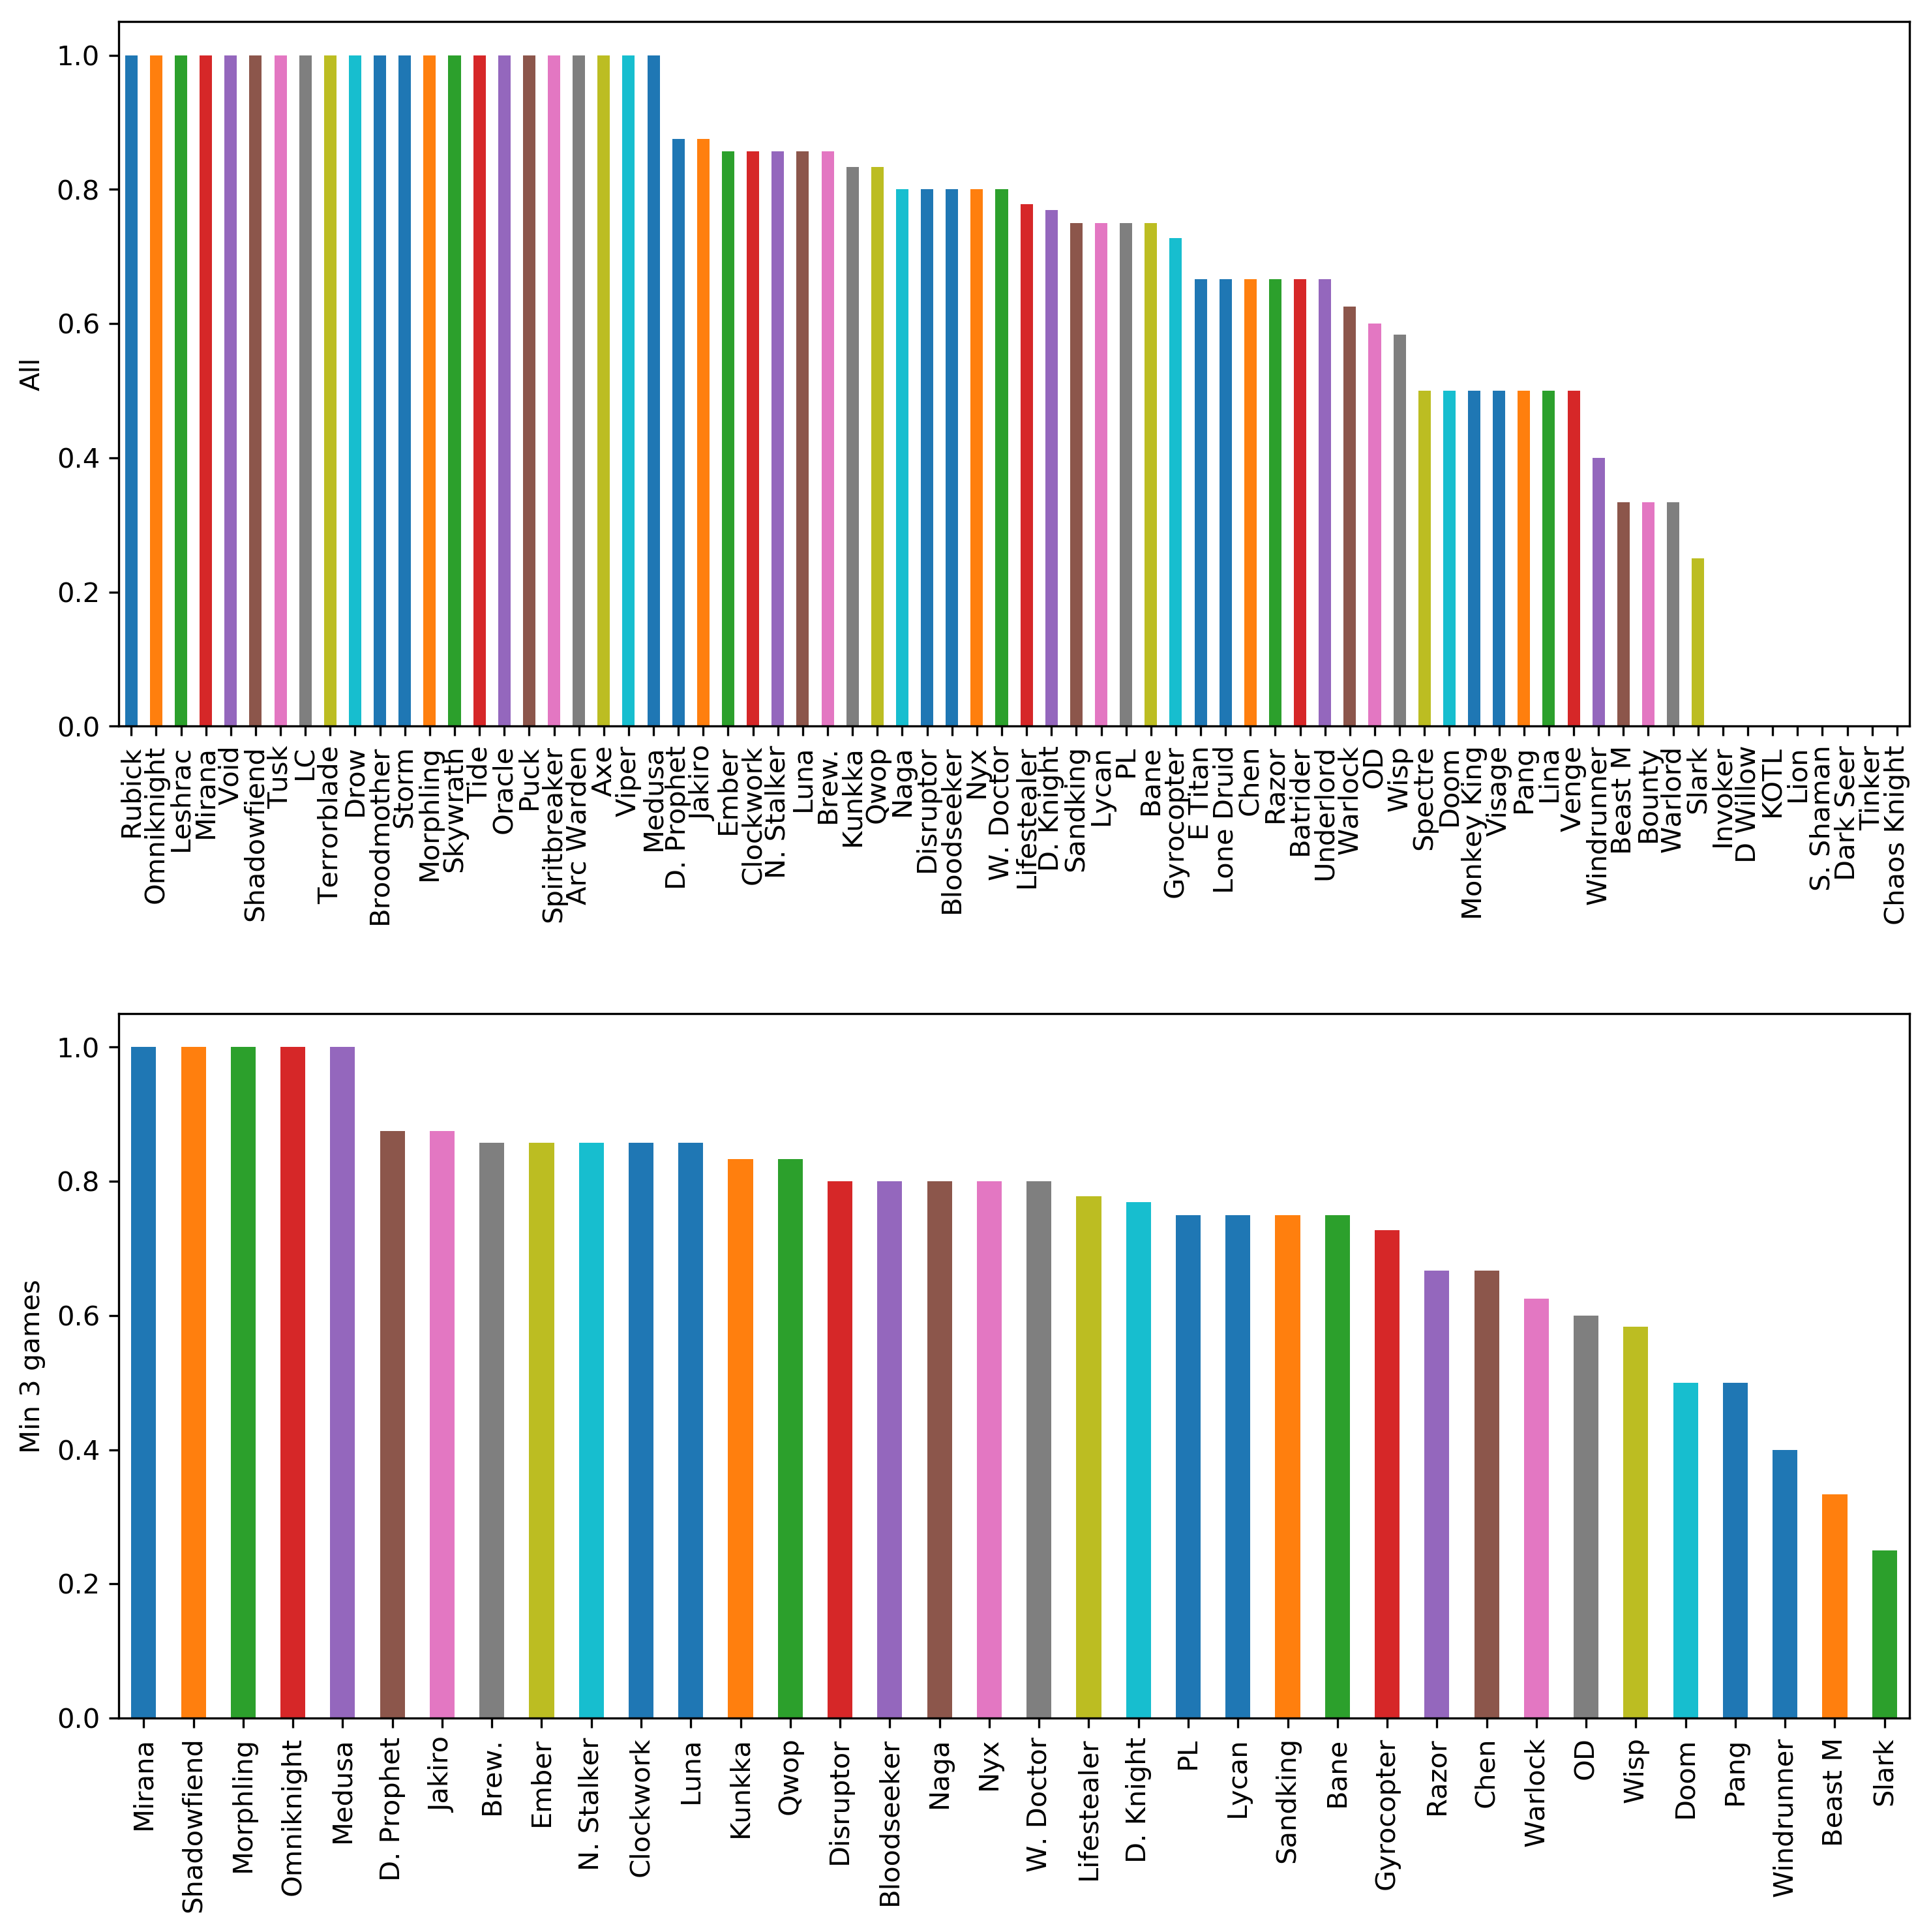 1.0
0.8
0.6
0.4
0.2
0.0
All
Rubick
Omniknight
Leshrac
Mirana
Void
Shadowfiend
Tusk
LC
Terrorblade
Drow
Broodmother
Storm
Morphling
Skywrath
Tide
Oracle
Puck
Spiritbreaker
Arc Warden
Axe
Viper
Medusa
D. Prophet
Jakiro
Ember
Clockwork
N. Stalker
Luna
Brew.
Kunkka
Qwop
Naga
Disruptor
Bloodseeker
Nyx
W. Doctor
Lifestealer
D. Knight
Sandking
Lycan
PL
Bane
Gyrocopter
E Titan
Lone Druid
Chen
Razor
Batrider
Underlord
Warlock
OD
Wisp
Spectre
Doom
Monkey King
Visage
Pang
Lina
Venge
Windrunner
Beast M
Bounty
Warlord
Slark
Invoker
D Willow
KOTL
Lion
S. Shaman
Dark Seer
Tinker
Chaos Knight
1.0
0.8
0.6
0.4
0.2
0.0
Min 3 games
Mirana
Shadowfiend
Morphling
Omniknight
Medusa
D. Prophet
Jakiro
Brew.
Ember
N. Stalker
Clockwork
Luna
Kunkka
Qwop
Disruptor
Bloodseeker
Naga
Nyx
W. Doctor
Lifestealer
D. Knight
PL
Lycan
Sandking
Bane
Gyrocopter
Razor
Chen
Warlock
OD
Wisp
Doom
Pang
Windrunner
Beast M
Slark